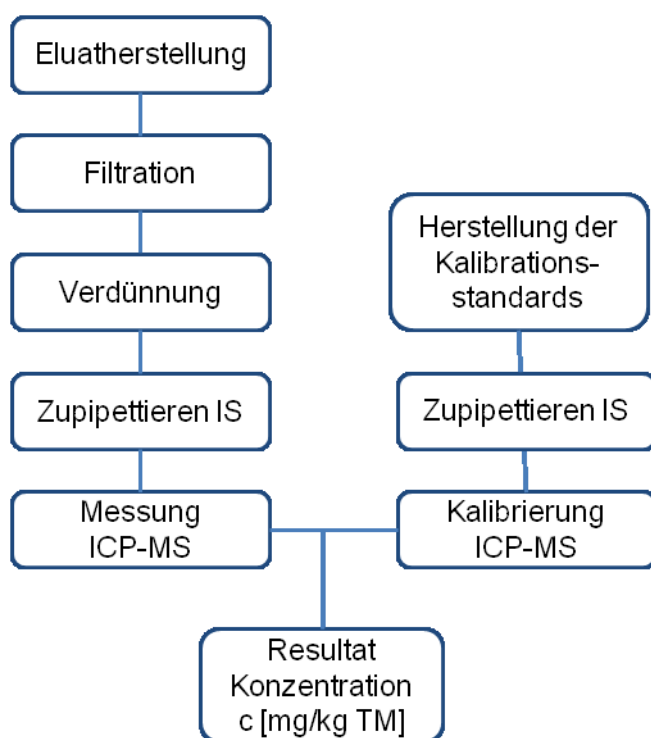 Eluatherstellung
Filtration
Verdünnung
Zupipettieren IS
Messung
ICP-MS
Herstellung der
Kalibrations-
standards
Zupipettieren IS
Kalibrierung
ICP-MS
Resultat
Konzentration
c [mg/kg TM]